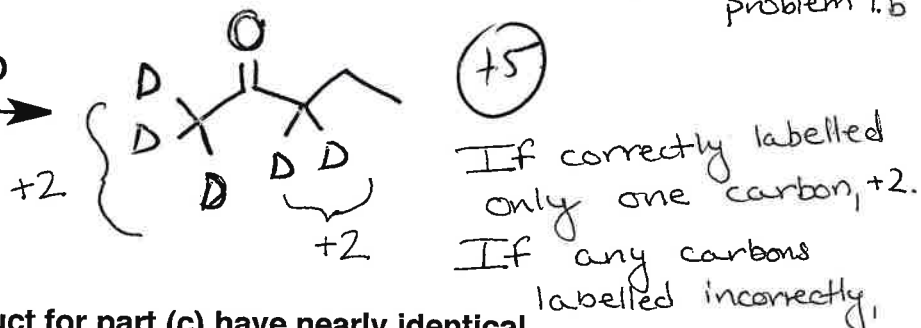 problem 1.b
O
D
D
D
D D
+2
+2
+5
If correctly labelled
only one carbon, +2.
If any carbons
labelled incorrectly,
uct for part (c) have nearly identical